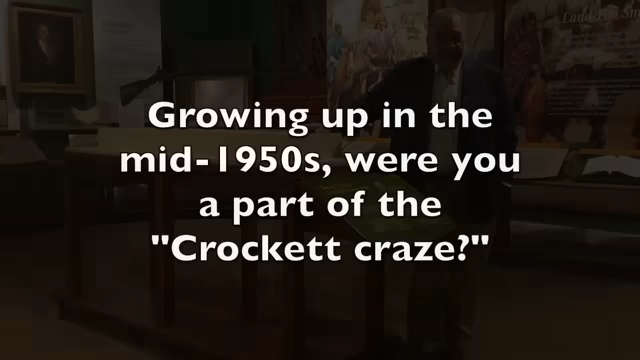 Growing up in the
mid-1950s, were you
a part of the
"Crockett craze?"